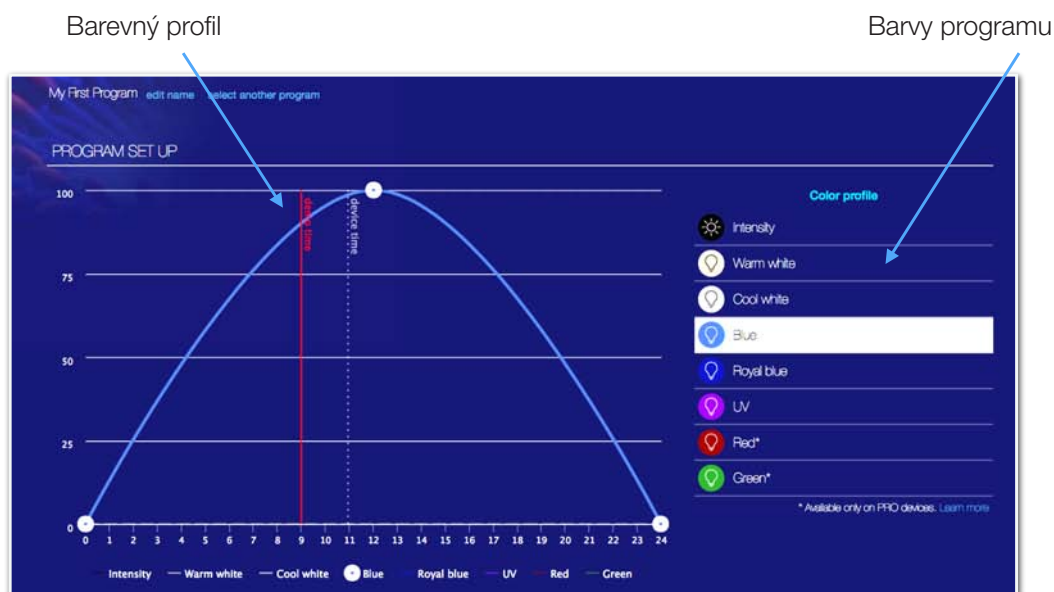 Barevný profil
Barvy programu
My First Program edit name select another program
PROGRAM SET UP
Color profile
Intensity
Warm white
Cool white
Blue
Royal blue
UV
Red*
Green*
* Available only on PRO devices. Learn more
100
75
50
25
0
demo time
device time
0 1 2 3 4 5 6 7 8 9 10 11 12 13 14 15 16 17 18 19 20 21 22 23 24
Intensity Warm white Cool white Blue Royal blue UV Red Green